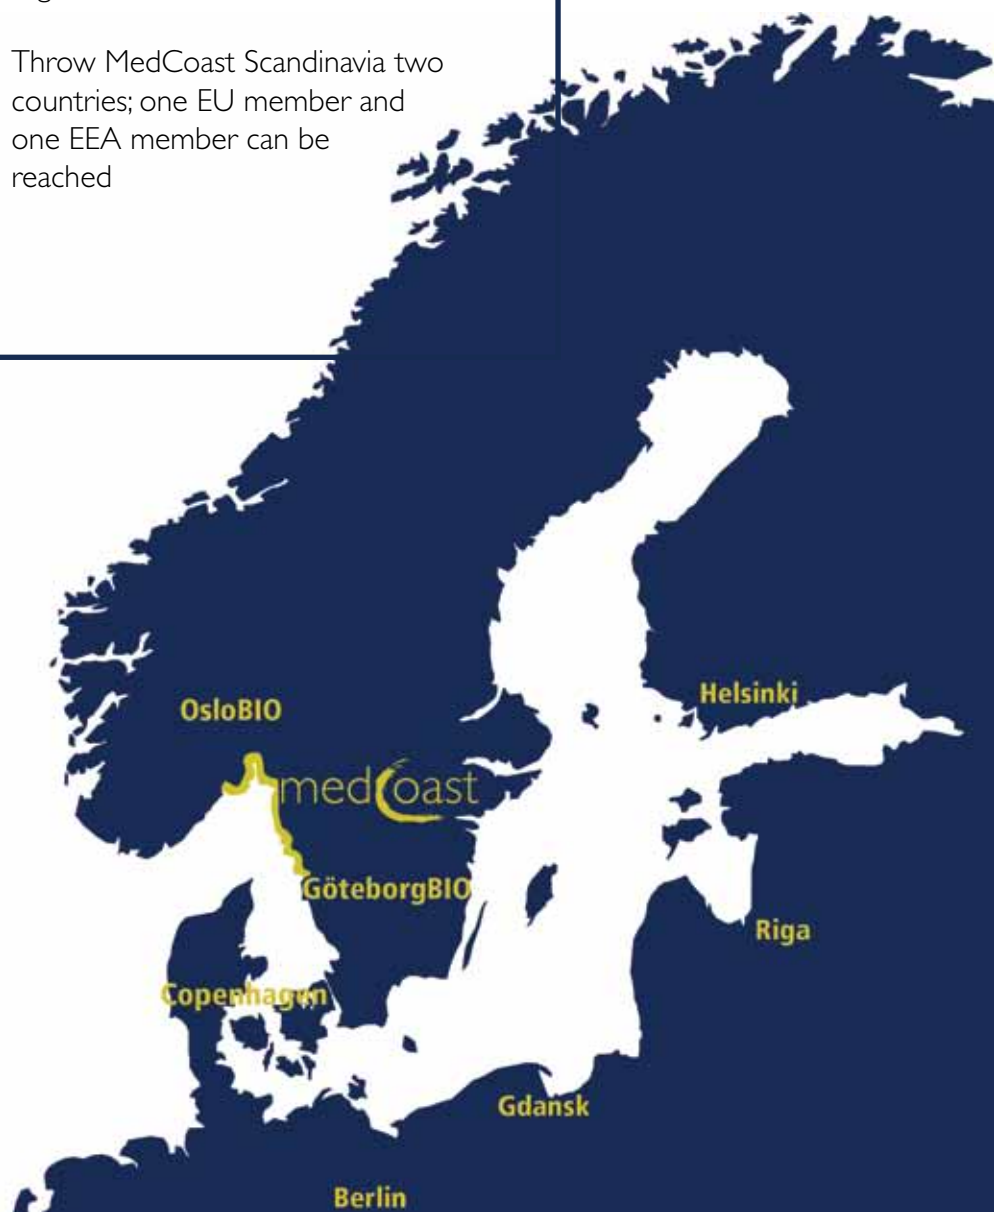 Throw MedCoast Scandinavia two
countries; one EU member and
one EEA member can be
reached
Helsinki
OsloBIO
medCoast
GöteborgBIO
Riga
Copenhagen
Gdansk
Berlin